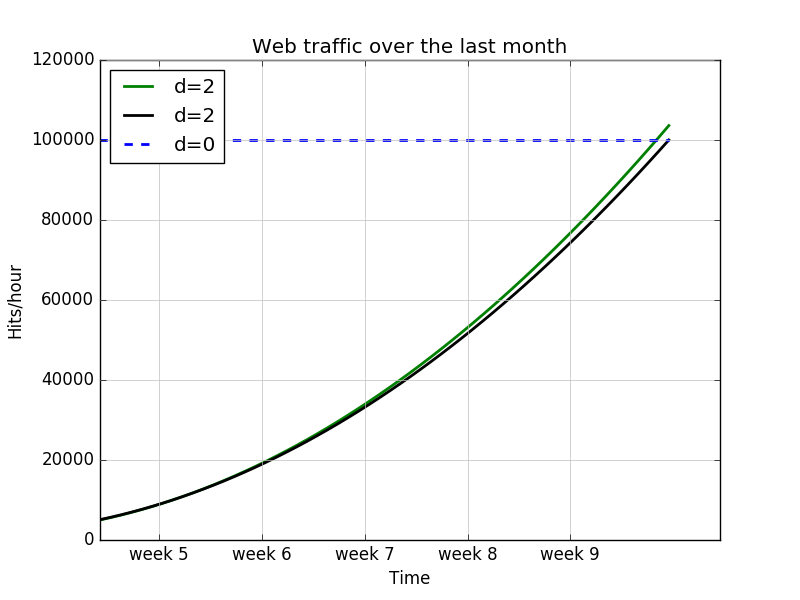 Web traffic over the last month
120000
100000
80000
60000
40000
20000
0
Hits/hour
d=2
d=2
d=0
week 5 week 6 week 7 week 8 week 9
Time